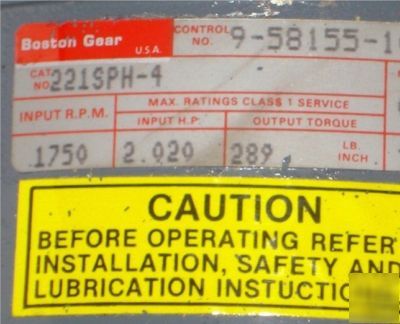 Boston Gear
U.S.A.
CONTROL NO. 9-58155-1
CAT. NO. 221SPH-4
MAX. RATINGS CLASS 1 SERVICE
INPUT R.P.M. INPUT H.P. OUTPUT TORQUE
1750 2.020 289 LB. INCH
CAUTION
BEFORE OPERATING REFER
INSTALLATION, SAFETY AND
LUBRICATION INSTUCTIO